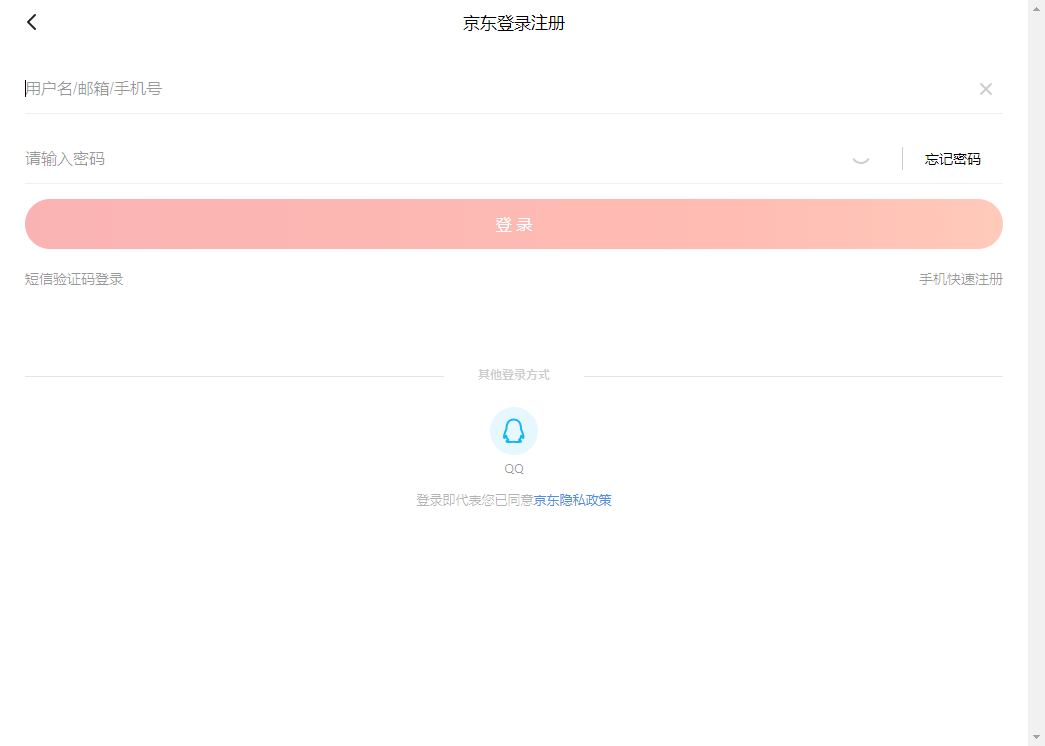 京东登录注册
用户名/邮箱/手机号
请输入密码
忘记密码
登 录
短信验证码登录
手机快速注册
其他登录方式
QQ
登录即代表您已同意京东隐私政策